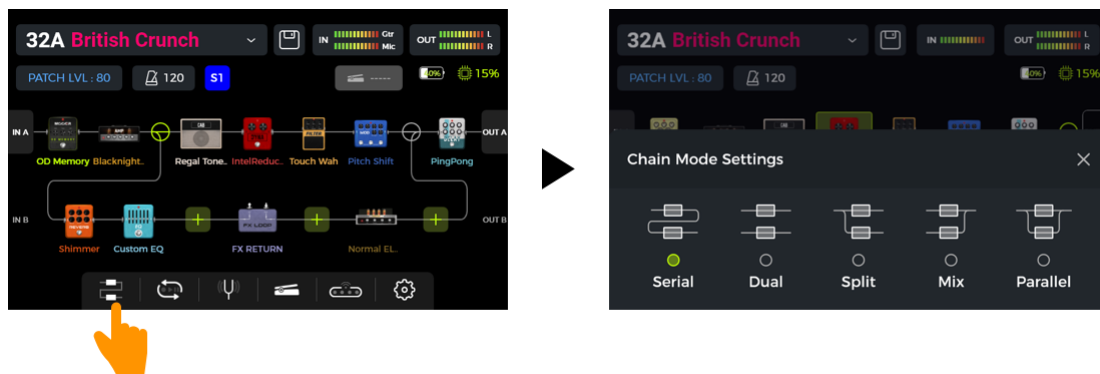 32A British Crunch
IN
Gtr
Mic
OUT
L
R
PATCH LVL : 80
120
S1
-----
15%
IN A
OUT A
OD Memory
Blacknight..
Regal Tone..
IntelReduc..
Touch Wah
Pitch Shift
PingPong
IN B
OUT B
Shimmer
Custom EQ
FX RETURN
Normal EL..
32A British Crunch
IN
OUT
L
R
PATCH LVL : 80
120
15%
Chain Mode Settings
Serial
Dual
Split
Mix
Parallel